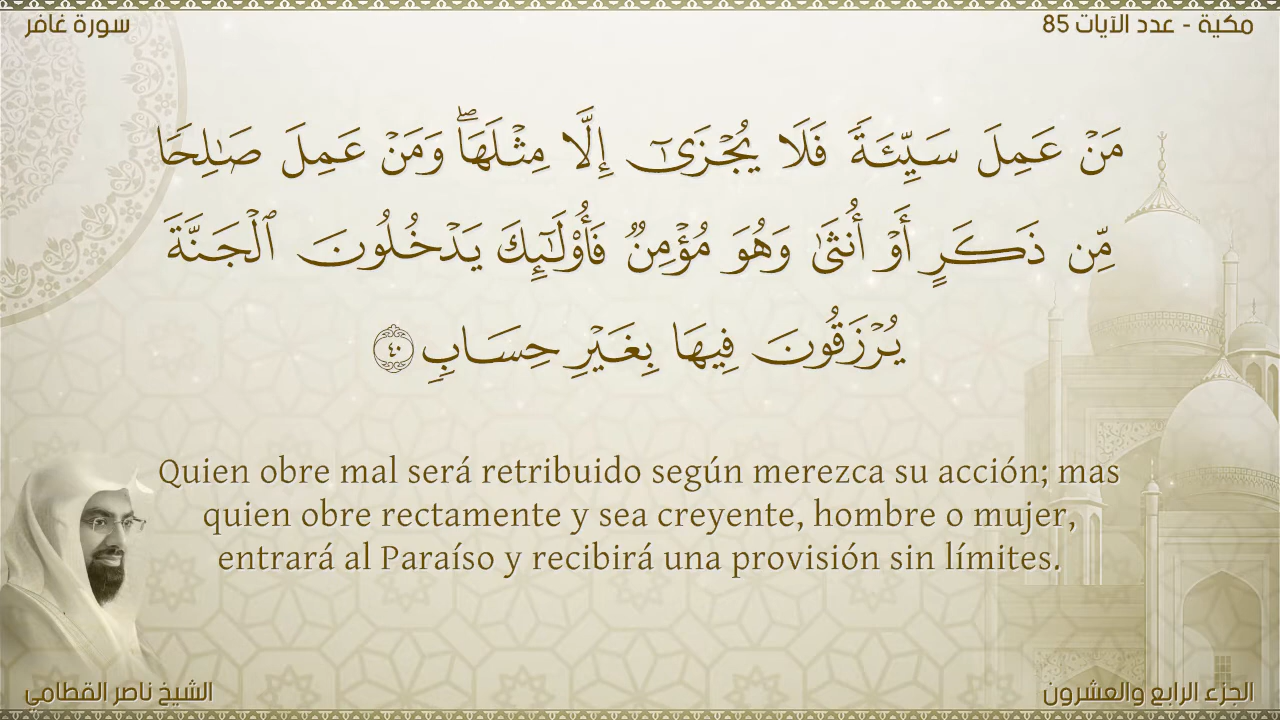 سورة غافر
مكية - عدد الآيات 85
مَنْ عَمِلَ سَيِّئَةً فَلَا يُجْزَىٰٓ إِلَّا مِثْلَهَاۖ وَمَنْ عَمِلَ صَٰلِحًا
مِّن ذَكَرٍ أَوْ أُنثَىٰ وَهُوَ مُؤْمِنٌ فَأُو۟لَٰٓئِكَ يَدْخُلُونَ ٱلْجَنَّةَ
يُرْزَقُونَ فِيهَا بِغَيْرِ حِسَابٍ ٤٠
Quien obre mal será retribuido según merezca su acción; mas
quien obre rectamente y sea creyente, hombre o mujer,
entrará al Paraíso y recibirá una provisión sin límites.
الشيخ ناصر القطامي
الجزء الرابع والعشرون